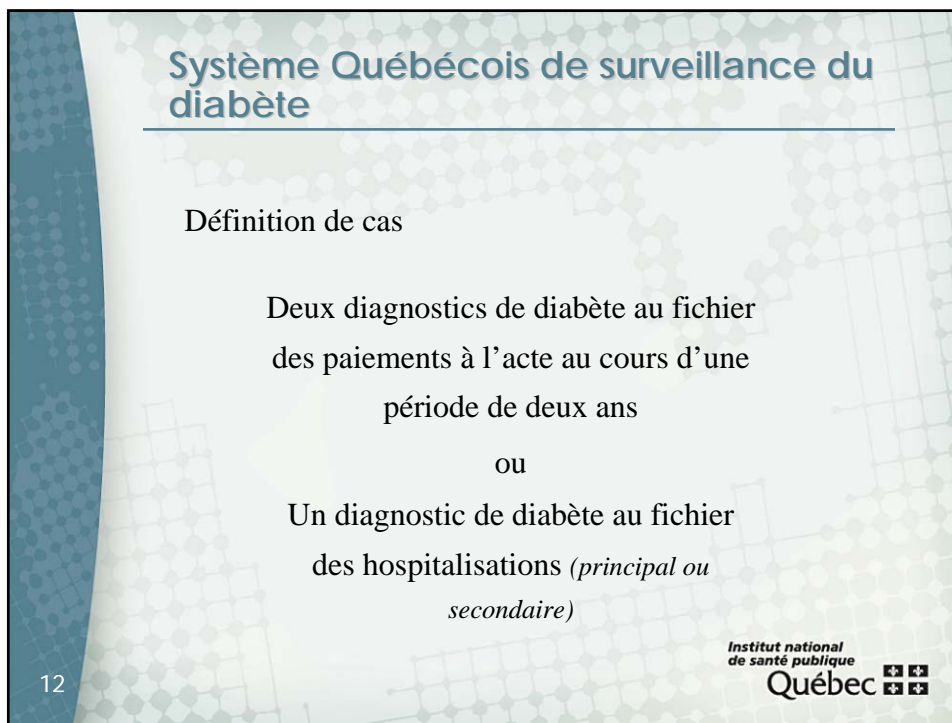 Système Québécois de surveillance du
diabète
Définition de cas
Deux diagnostics de diabète au fichier
des paiements à l’acte au cours d’une
période de deux ans
ou
Un diagnostic de diabète au fichier
des hospitalisations (principal ou
secondaire)
Institut national
de santé publique
Québec
12